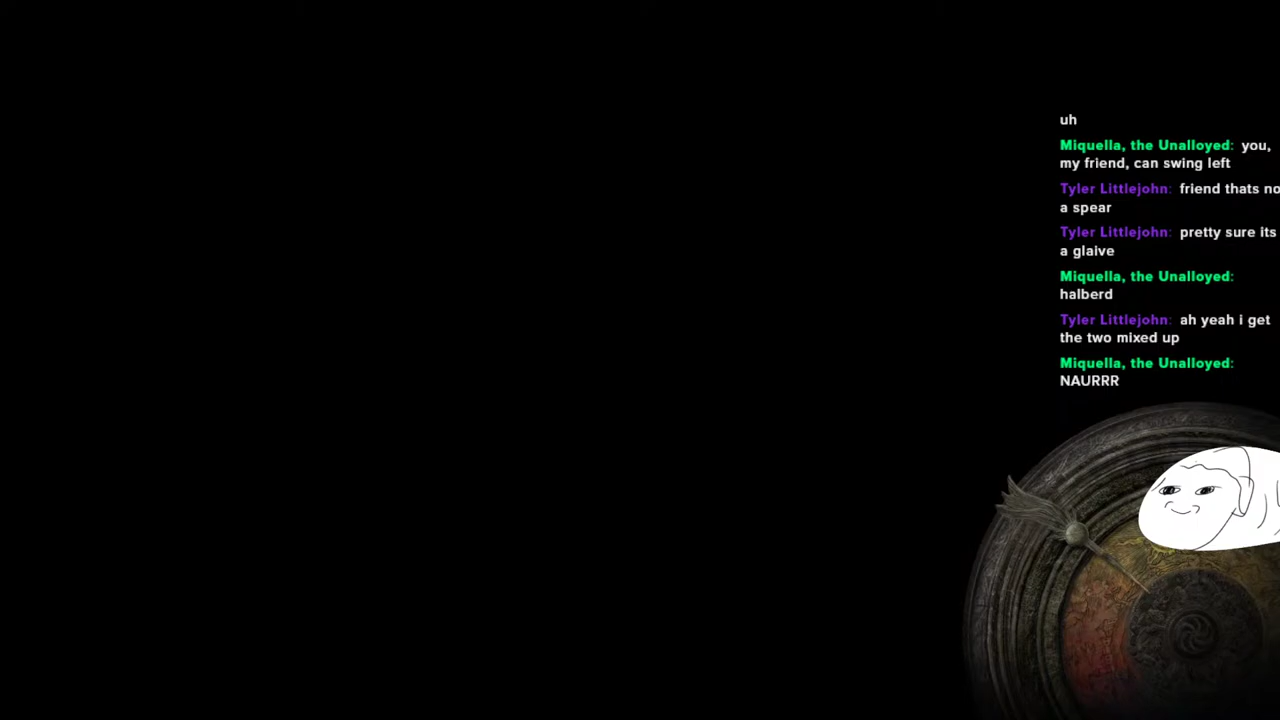 uh
Miquella, the Unalloyed: you,
my friend, can swing left
Tyler Littlejohn: friend thats no
a spear
Tyler Littlejohn: pretty sure its
a glaive
Miquella, the Unalloyed:
halberd
Tyler Littlejohn: ah yeah i get
the two mixed up
Miquella, the Unalloyed:
NAURRR